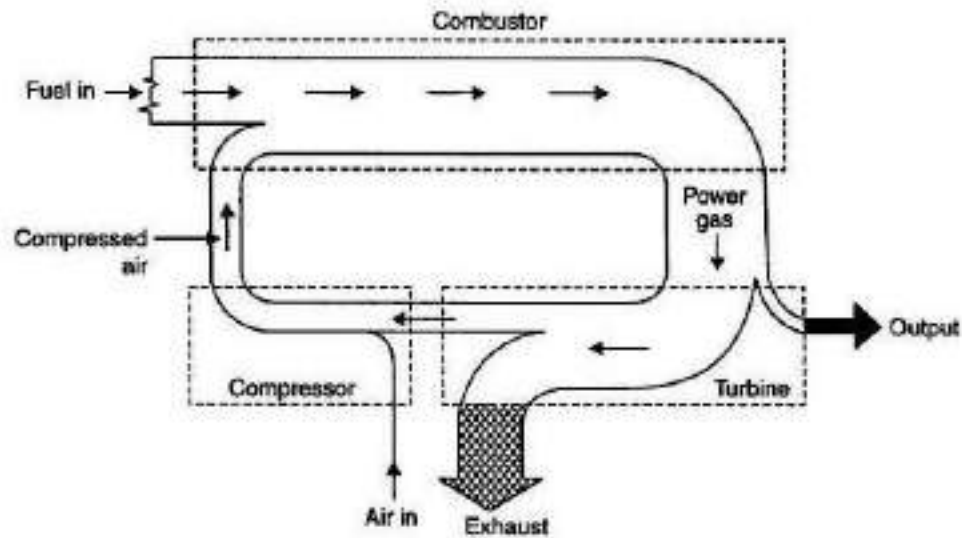 Combustor
Fuel in
Power
gas
Compressed
air
Output
Compressor
Turbine
Air in
Exhaust